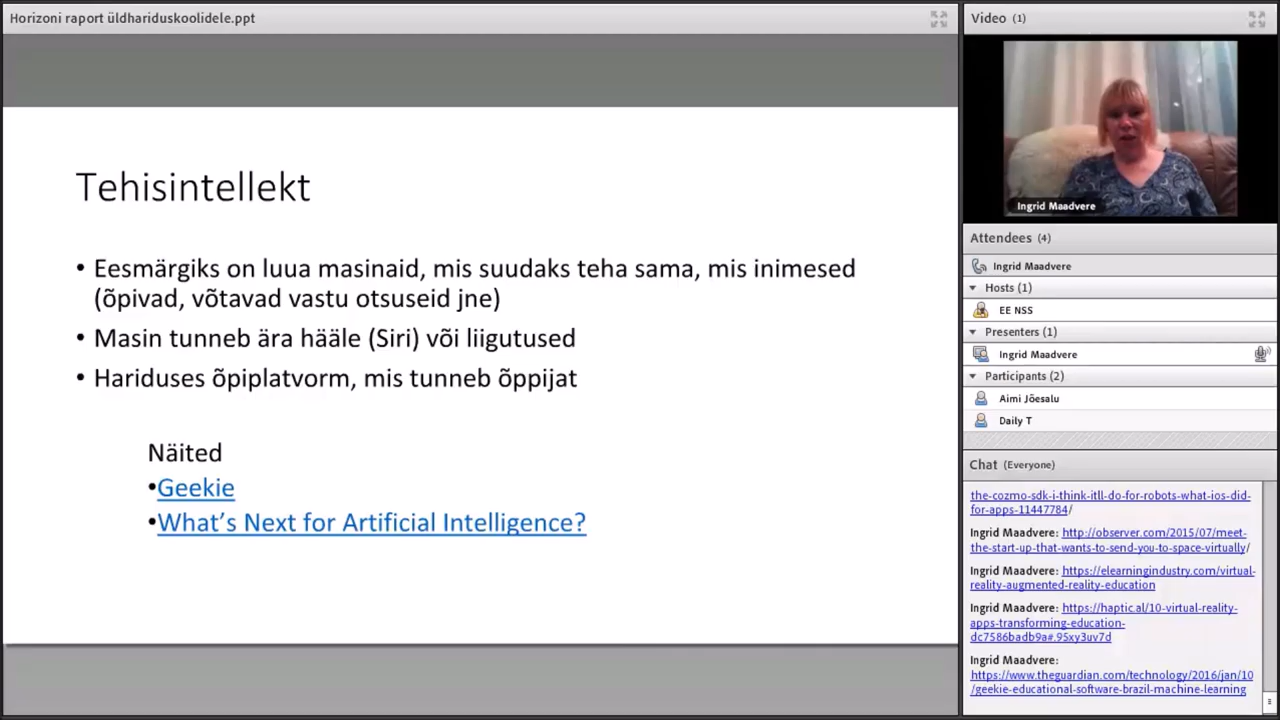 Horizoni raport üldhariduskoolidele.ppt
Tehisintellekt
• Eesmärgiks on luua masinaid, mis suudaks teha sama, mis inimesed
(õpivad, võtavad vastu otsuseid jne)
• Masin tunneb ära hääle (Siri) või liigutused
• Hariduses õpiplatvorm, mis tunneb õppijat
Näited
•Geekie
•What's Next for Artificial Intelligence?
Video (1)
Ingrid Maadvere
Attendees (4)
Ingrid Maadvere
Hosts (1)
EE NSS
Presenters (1)
Ingrid Maadvere
Participants (2)
Aimi Jõesalu
Daily T
Chat (Everyone)
the-cozmo-sdk-i-think-itll-do-for-robots-what-ios-did-
for-apps-11447784/
Ingrid Maadvere: http://observer.com/2015/07/meet-
the-start-up-that-wants-to-send-you-to-space-virtually/
Ingrid Maadvere: https://elearningindustry.com/virtual-
reality-augmented-reality-education
Ingrid Maadvere: https://haptic.al/10-virtual-reality-
apps-transforming-education-
dc7586badb9a#.95xy3uv7d
Ingrid Maadvere:
https://www.theguardian.com/technology/2016/jan/10
/geekie-educational-software-brazil-machine-learning